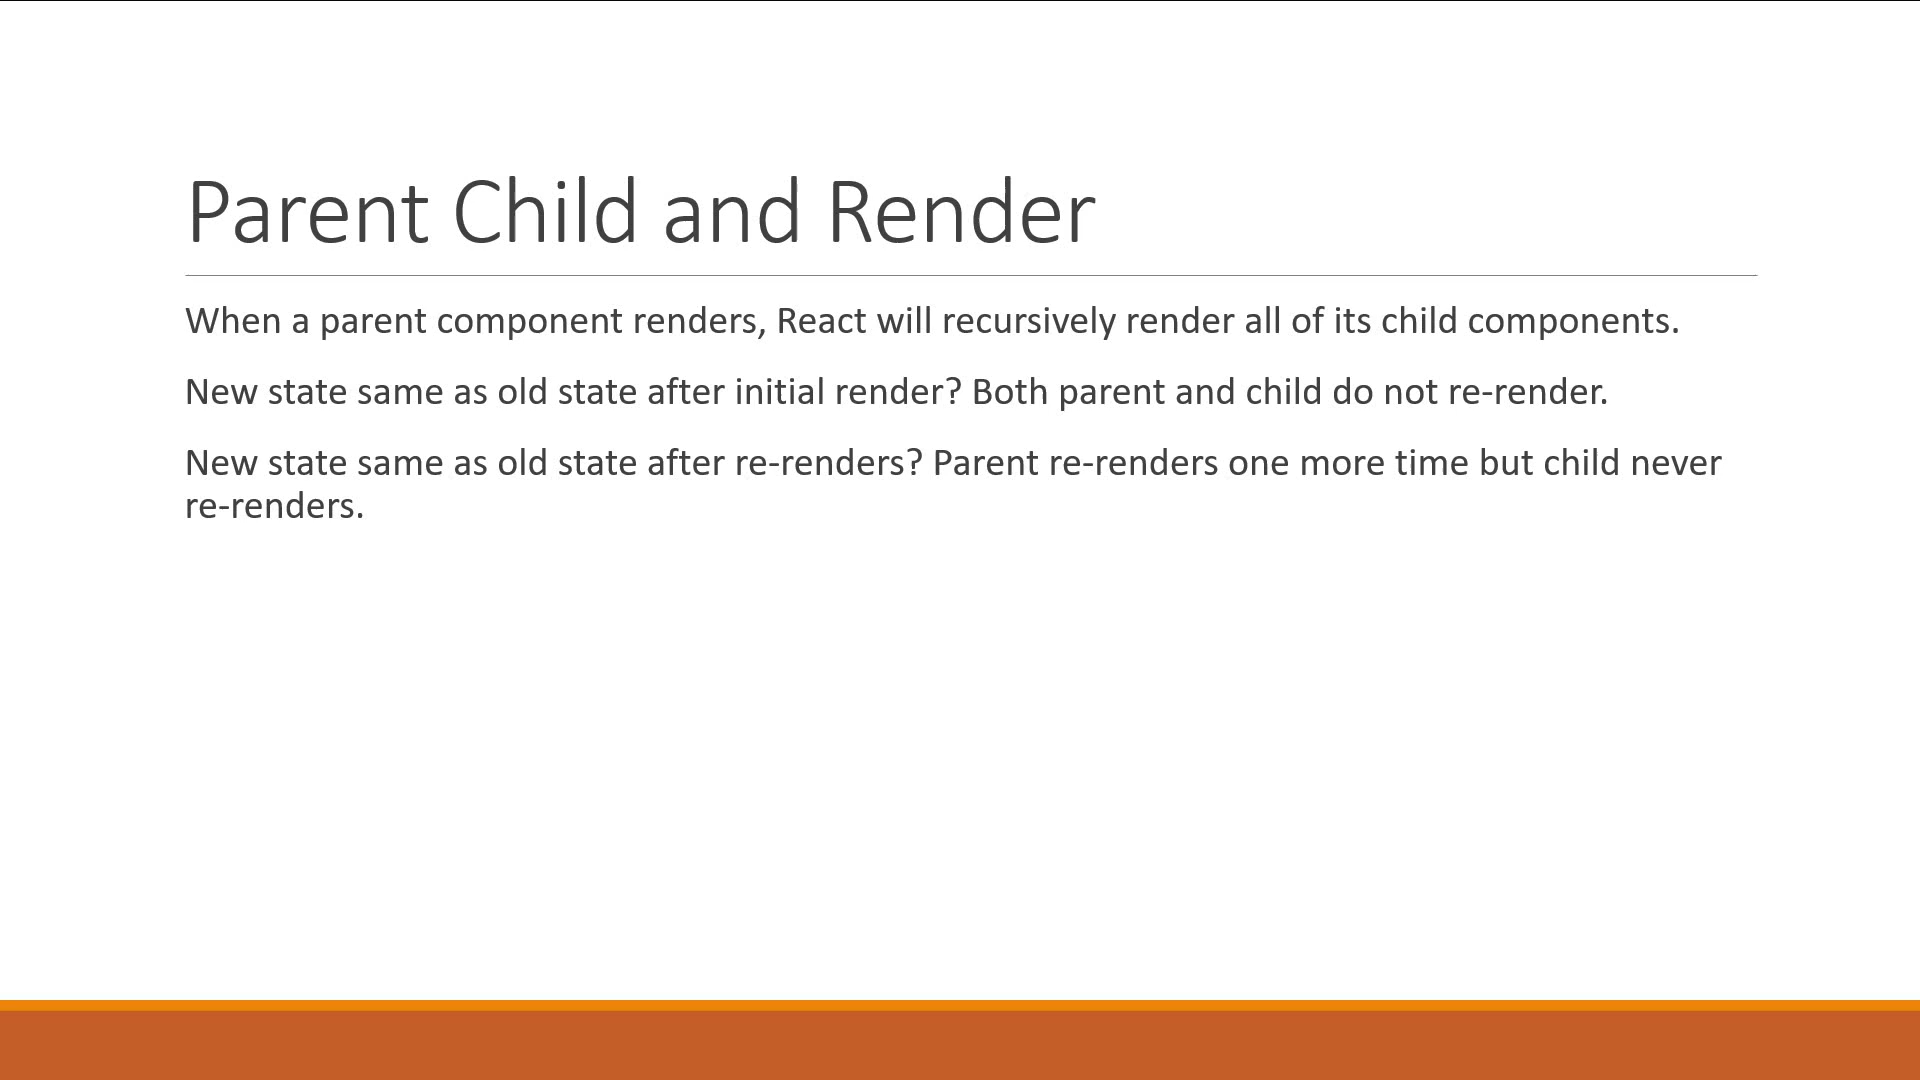 Parent Child and Render
When a parent component renders, React will recursively render all of its child components.
New state same as old state after initial render? Both parent and child do not re-render.
New state same as old state after re-renders? Parent re-renders one more time but child never
re-renders.